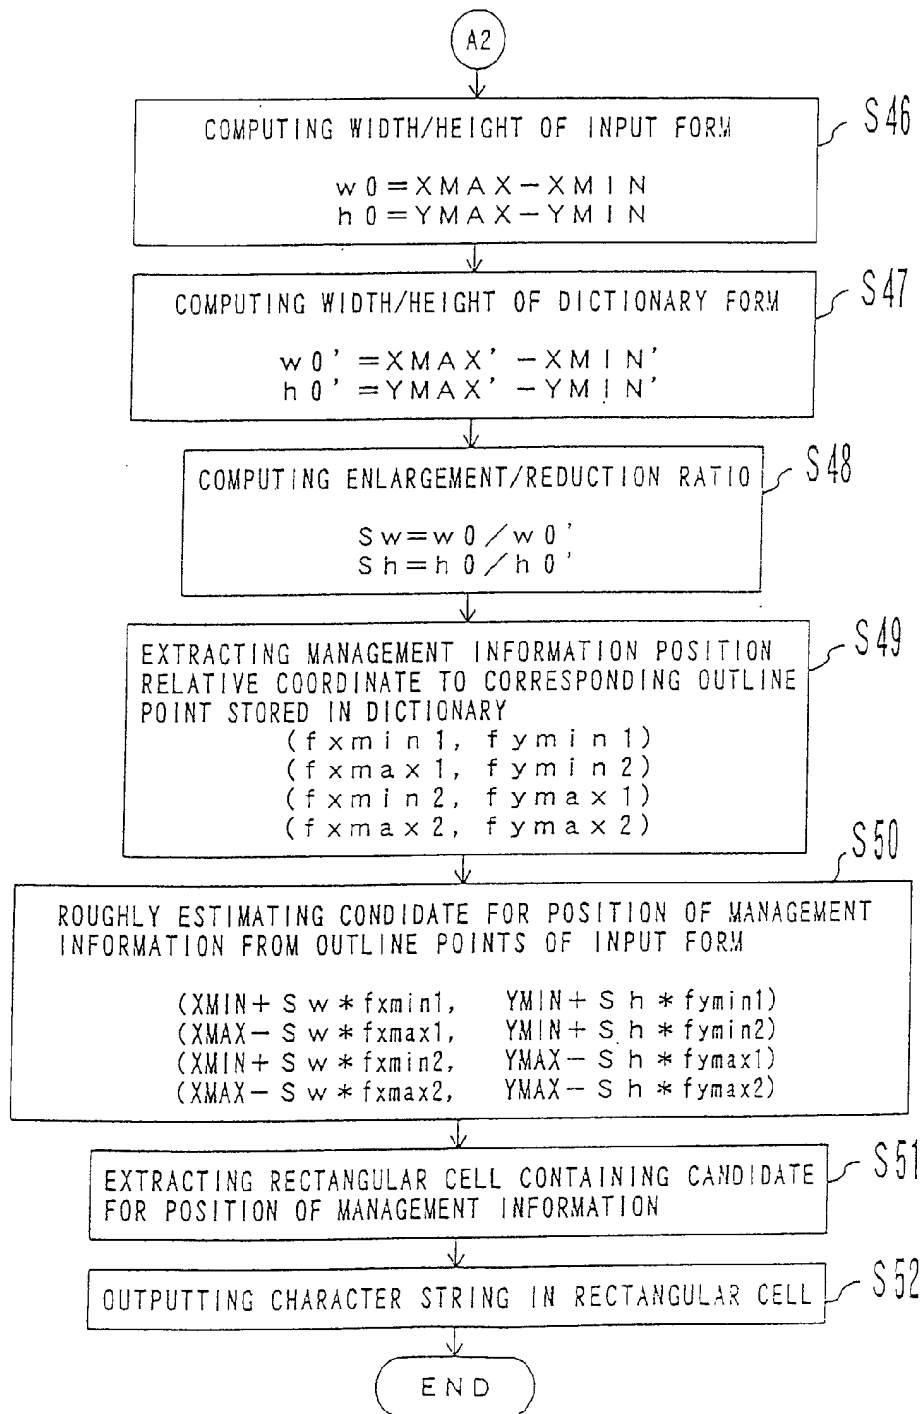 A2
S46
COMPUTING WIDTH/HEIGHT OF INPUT FORM
w0=XMAX-XMIN
h0=YMAX-YMIN
S47
COMPUTING WIDTH/HEIGHT OF DICTIONARY FORM
w0'=XMAX'-XMIN'
h0'=YMAX'-YMIN'
S48
COMPUTING ENLARGEMENT/REDUCTION RATIO
Sw=w0/w0'
Sh=h0/h0'
S49
EXTRACTING MANAGEMENT INFORMATION POSITION
RELATIVE COORDINATE TO CORRESPONDING OUTLINE
POINT STORED IN DICTIONARY
(fxmin1, fymin1)
(fxmax1, fymin2)
(fxmin2, fymax1)
(fxmax2, fymax2)
S50
ROUGHLY ESTIMATING CONDIDATE FOR POSITION OF MANAGEMENT
INFORMATION FROM OUTLINE POINTS OF INPUT FORM
(XMIN+Sw*fxmin1, YMIN+Sh*fymin1)
(XMAX-Sw*fxmax1, YMIN+Sh*fymin2)
(XMIN+Sw*fxmin2, YMAX-Sh*fymax1)
(XMAX-Sw*fxmax2, YMAX-Sh*fymax2)
S51
EXTRACTING RECTANGULAR CELL CONTAINING CANDIDATE
FOR POSITION OF MANAGEMENT INFORMATION
S52
OUTPUTTING CHARACTER STRING IN RECTANGULAR CELL
END